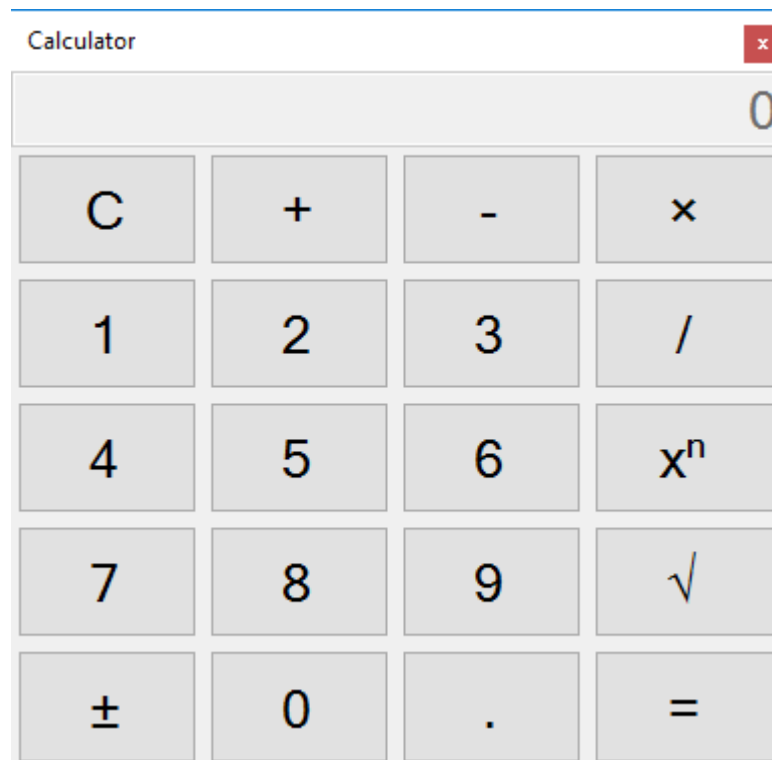 Calculator x
0
C + - ×
1 2 3 /
4 5 6 xⁿ
7 8 9 √
± 0 . =